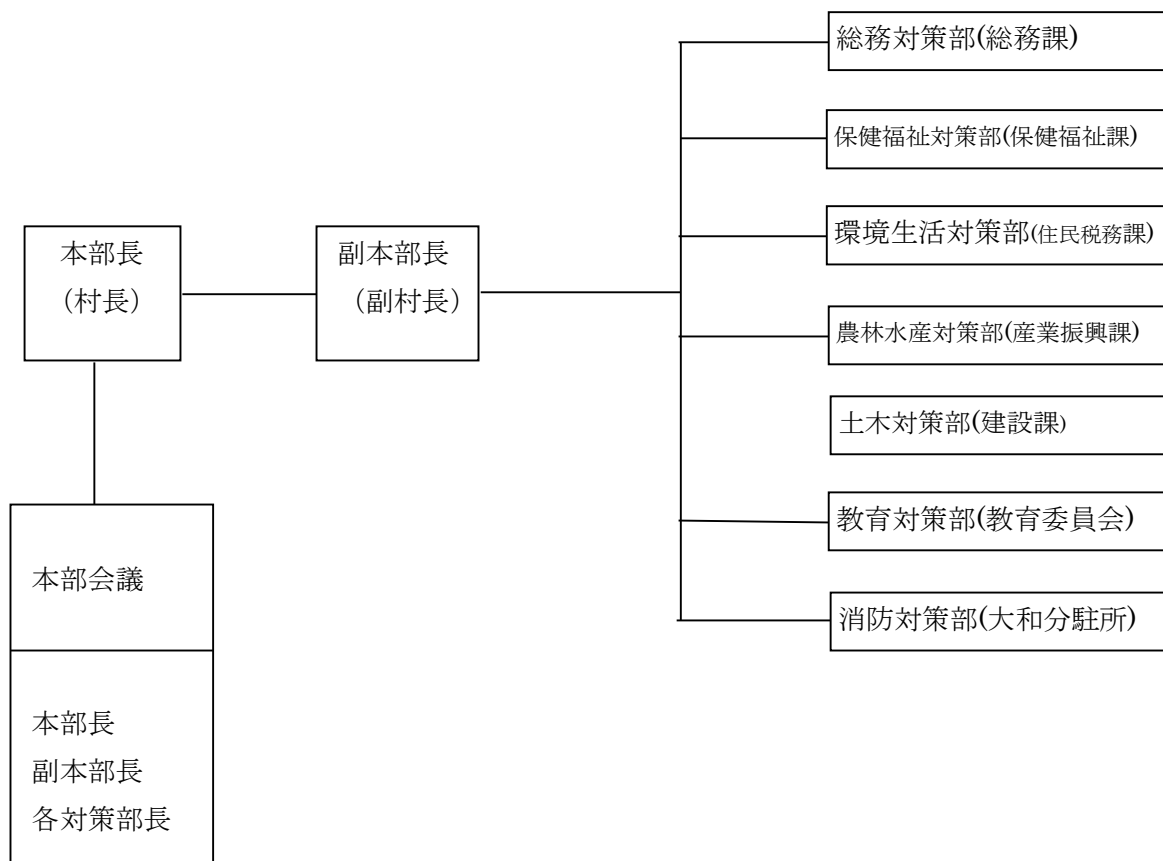 総務対策部(総務課)
保健福祉対策部(保健福祉課)
環境生活対策部(住民税務課)
本部長
（村長）
副本部長
（副村長）
農林水産対策部(産業振興課)
土木対策部(建設課)
教育対策部(教育委員会)
消防対策部(大和分駐所)
本部会議
本部長
副本部長
各対策部長